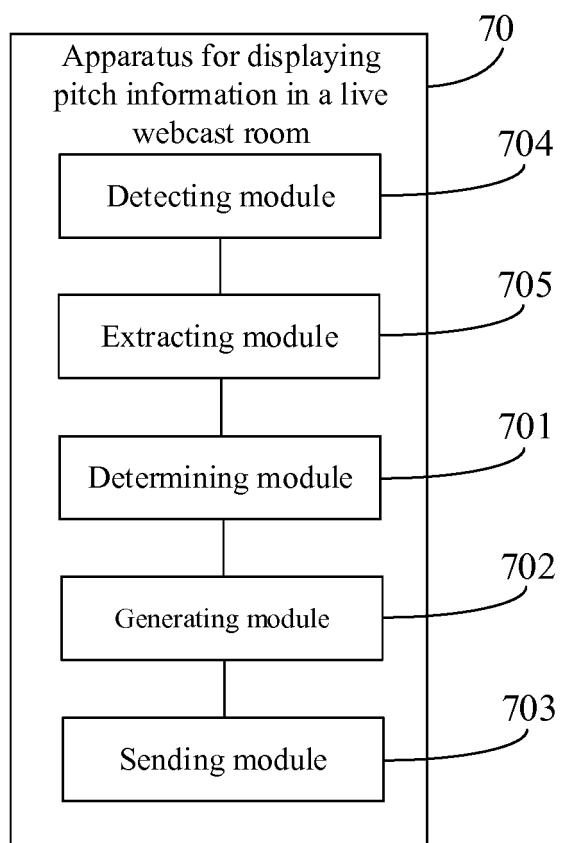 70
Apparatus for displaying
pitch information in a live
webcast room
704
Detecting module
705
Extracting module
701
Determining module
702
Generating module
703
Sending module